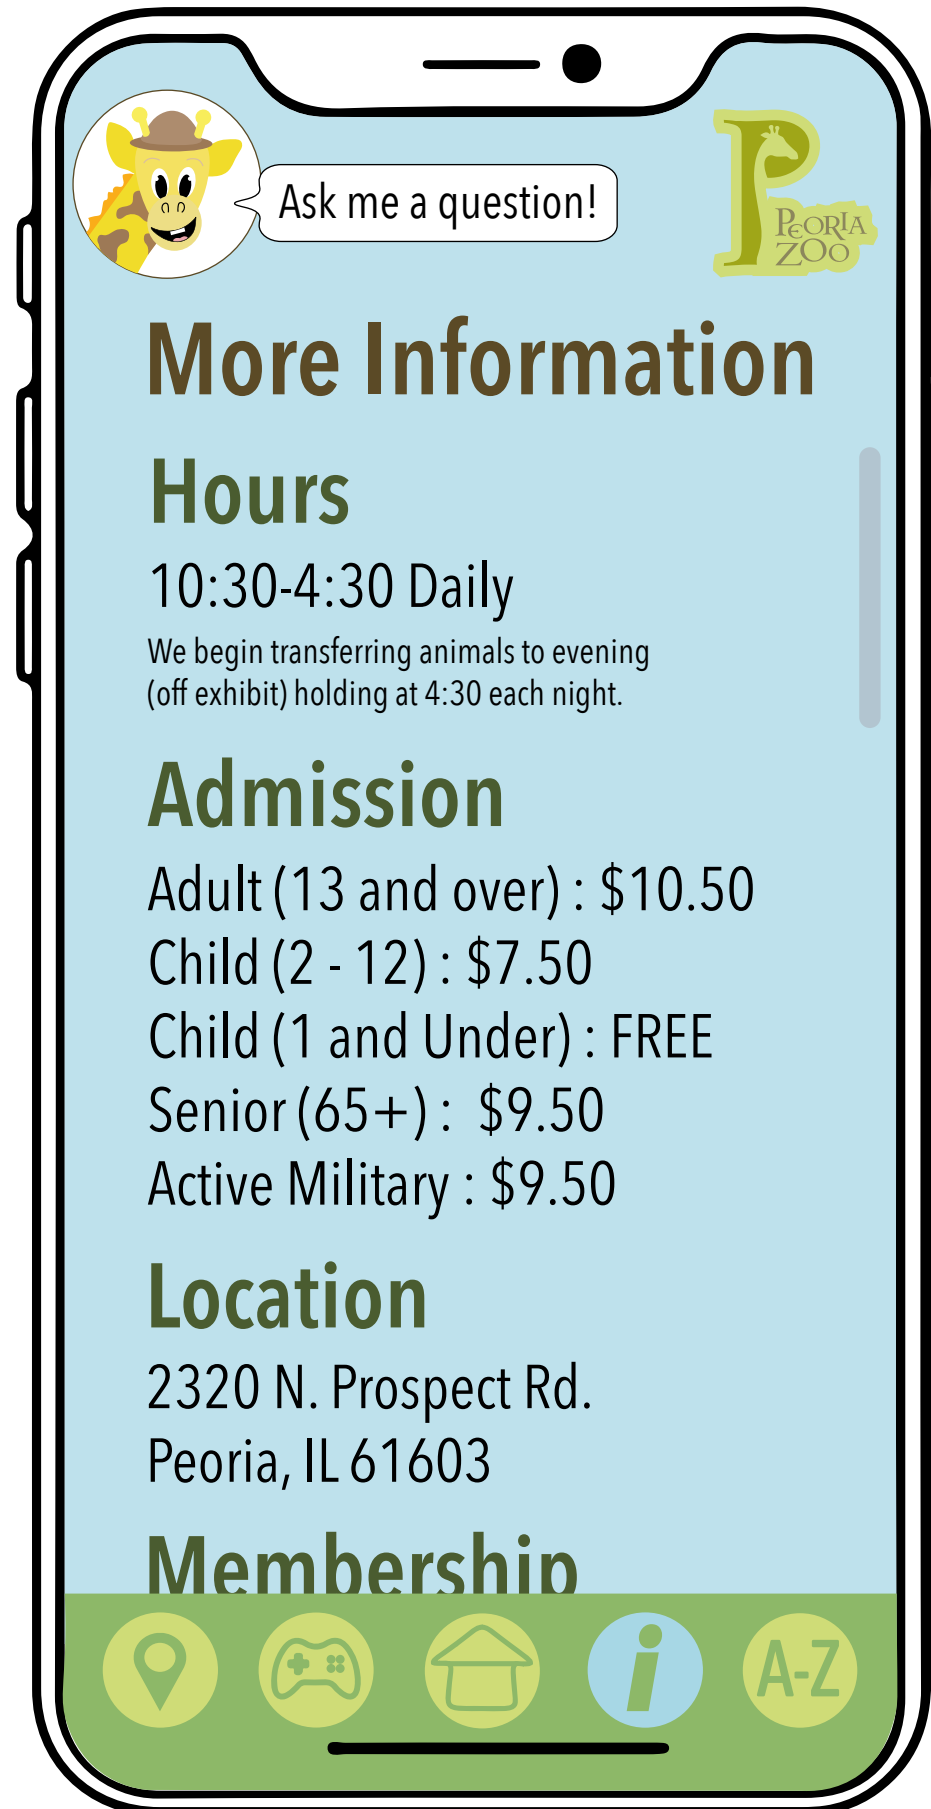 Ask me a question!
PEORIA
ZOO
More Information
Hours
10:30-4:30 Daily
We begin transferring animals to evening
(off exhibit) holding at 4:30 each night.
Admission
Adult (13 and over) : $10.50
Child (2 - 12) : $7.50
Child (1 and Under) : FREE
Senior (65+) :  $9.50
Active Military : $9.50
Location
2320 N. Prospect Rd.
Peoria, IL 61603
Membership
i
A-Z